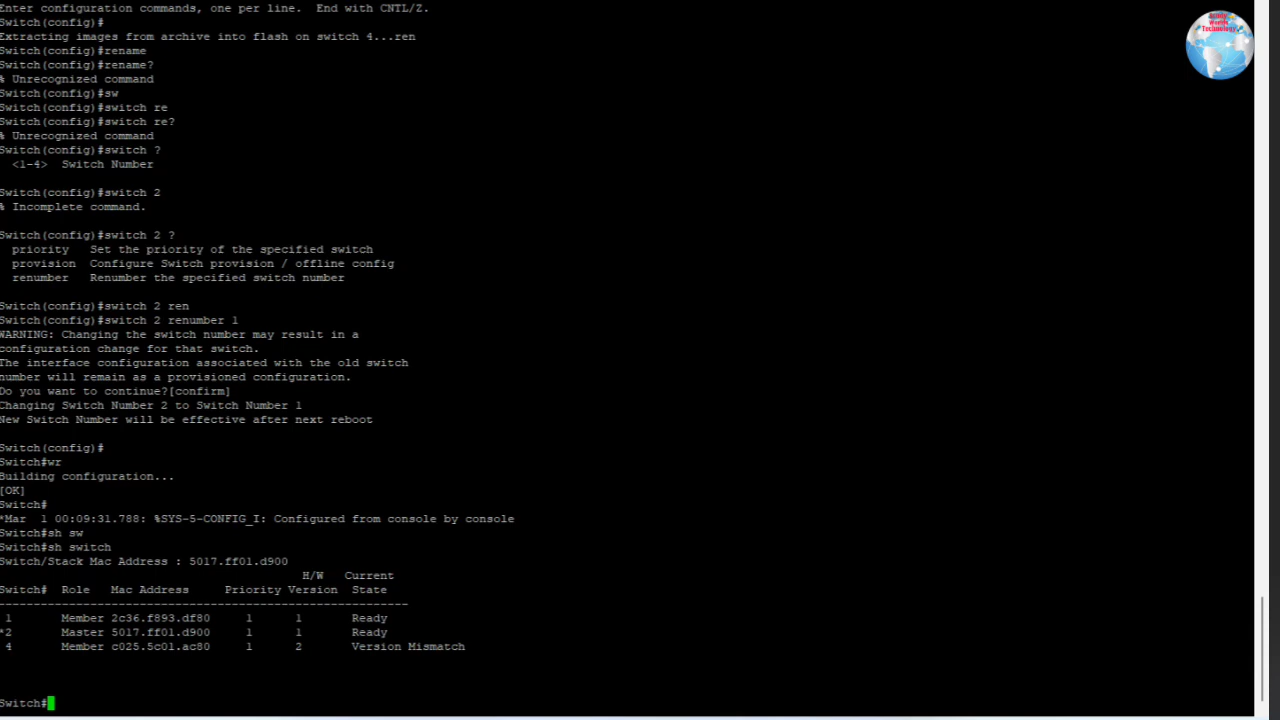 Enter configuration commands, one per line.  End with CNTL/Z.
Switch(config)#
Extracting images from archive into flash on switch 4...ren
Switch(config)#rename
Switch(config)#rename?
% Unrecognized command
Switch(config)#sw
Switch(config)#switch re
Switch(config)#switch re?
% Unrecognized command
Switch(config)#switch ?
  <1-4>  Switch Number
Switch(config)#switch 2
% Incomplete command.
Switch(config)#switch 2 ?
  priority   Set the priority of the specified switch
  provision  Configure Switch provision / offline config
  renumber   Renumber the specified switch number
Switch(config)#switch 2 ren
Switch(config)#switch 2 renumber 1
WARNING: Changing the switch number may result in a
configuration change for that switch.
The interface configuration associated with the old switch
number will remain as a provisioned configuration.
Do you want to continue?[confirm]
Changing Switch Number 2 to Switch Number 1
New Switch Number will be effective after next reboot
Switch(config)#
Switch#wr
Building configuration...
[OK]
Switch#
*Mar  1 00:09:31.788: %SYS-5-CONFIG_I: Configured from console by console
Switch#sh sw
Switch#sh switch
Switch/Stack Mac Address : 5017.ff01.d900
H/W   Current
Switch#  Role   Mac Address     Priority Version  State
----------------------------------------------------
1       Member 2c36.f893.df80     1      1       Ready
*2       Master 5017.ff01.d900     1      1       Ready
4       Member c025.5c01.ac80     1      2       Version Mismatch
Switch#
Technology